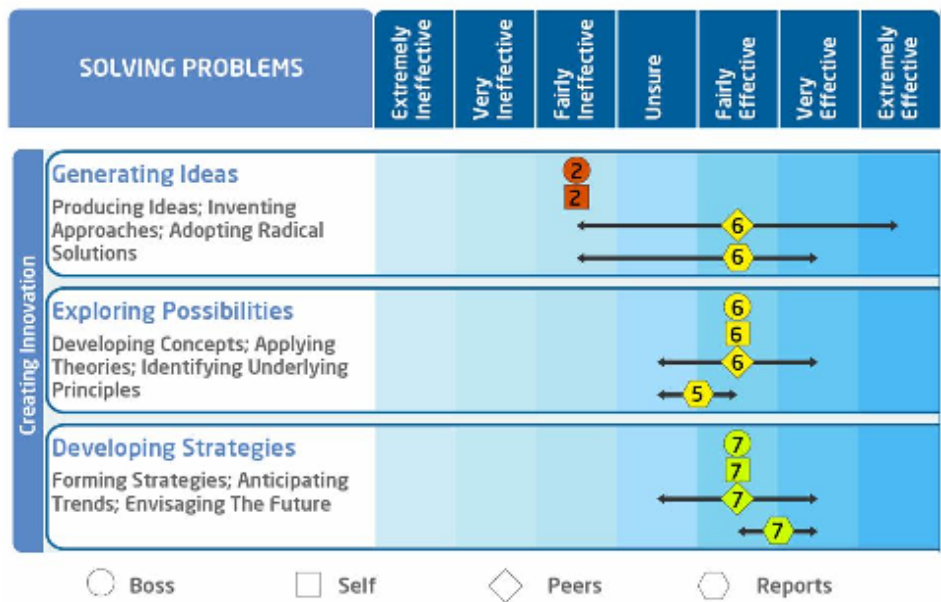 SOLVING PROBLEMS
Extremely
Ineffective
Very
Ineffective
Fairly
Ineffective
Unsure
Fairly
Effective
Very
Effective
Extremely
Effective
Creating Innovation
Generating Ideas
Producing Ideas; Inventing
Approaches; Adopting Radical
Solutions
2
2
6
6
Exploring Possibilities
Developing Concepts; Applying
Theories; Identifying Underlying
Principles
6
6
6
5
Developing Strategies
Forming Strategies; Anticipating
Trends; Envisaging The Future
7
7
7
7
Boss
Self
Peers
Reports